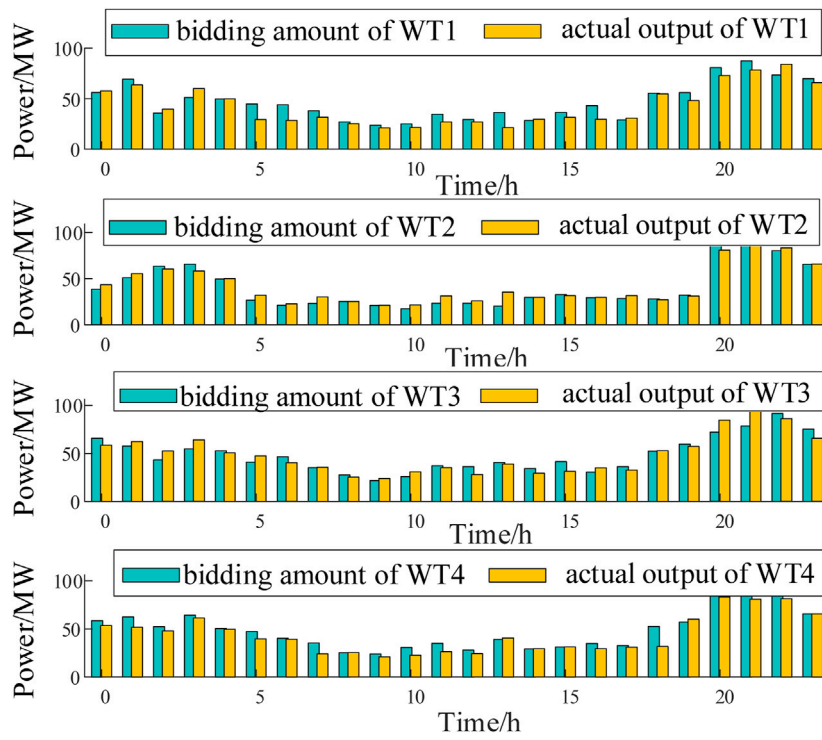 bidding amount of WT1 actual output of WT1
Power/MW
100
50
0
0 5 10 15 20
Time/h
bidding amount of WT2 actual output of WT2
Power/MW
100
50
0
0 5 10 15 20
Time/h
bidding amount of WT3 actual output of WT3
Power/MW
100
50
0
0 5 10 15 20
Time/h
bidding amount of WT4 actual output of WT4
Power/MW
100
50
0
0 5 10 15 20
Time/h